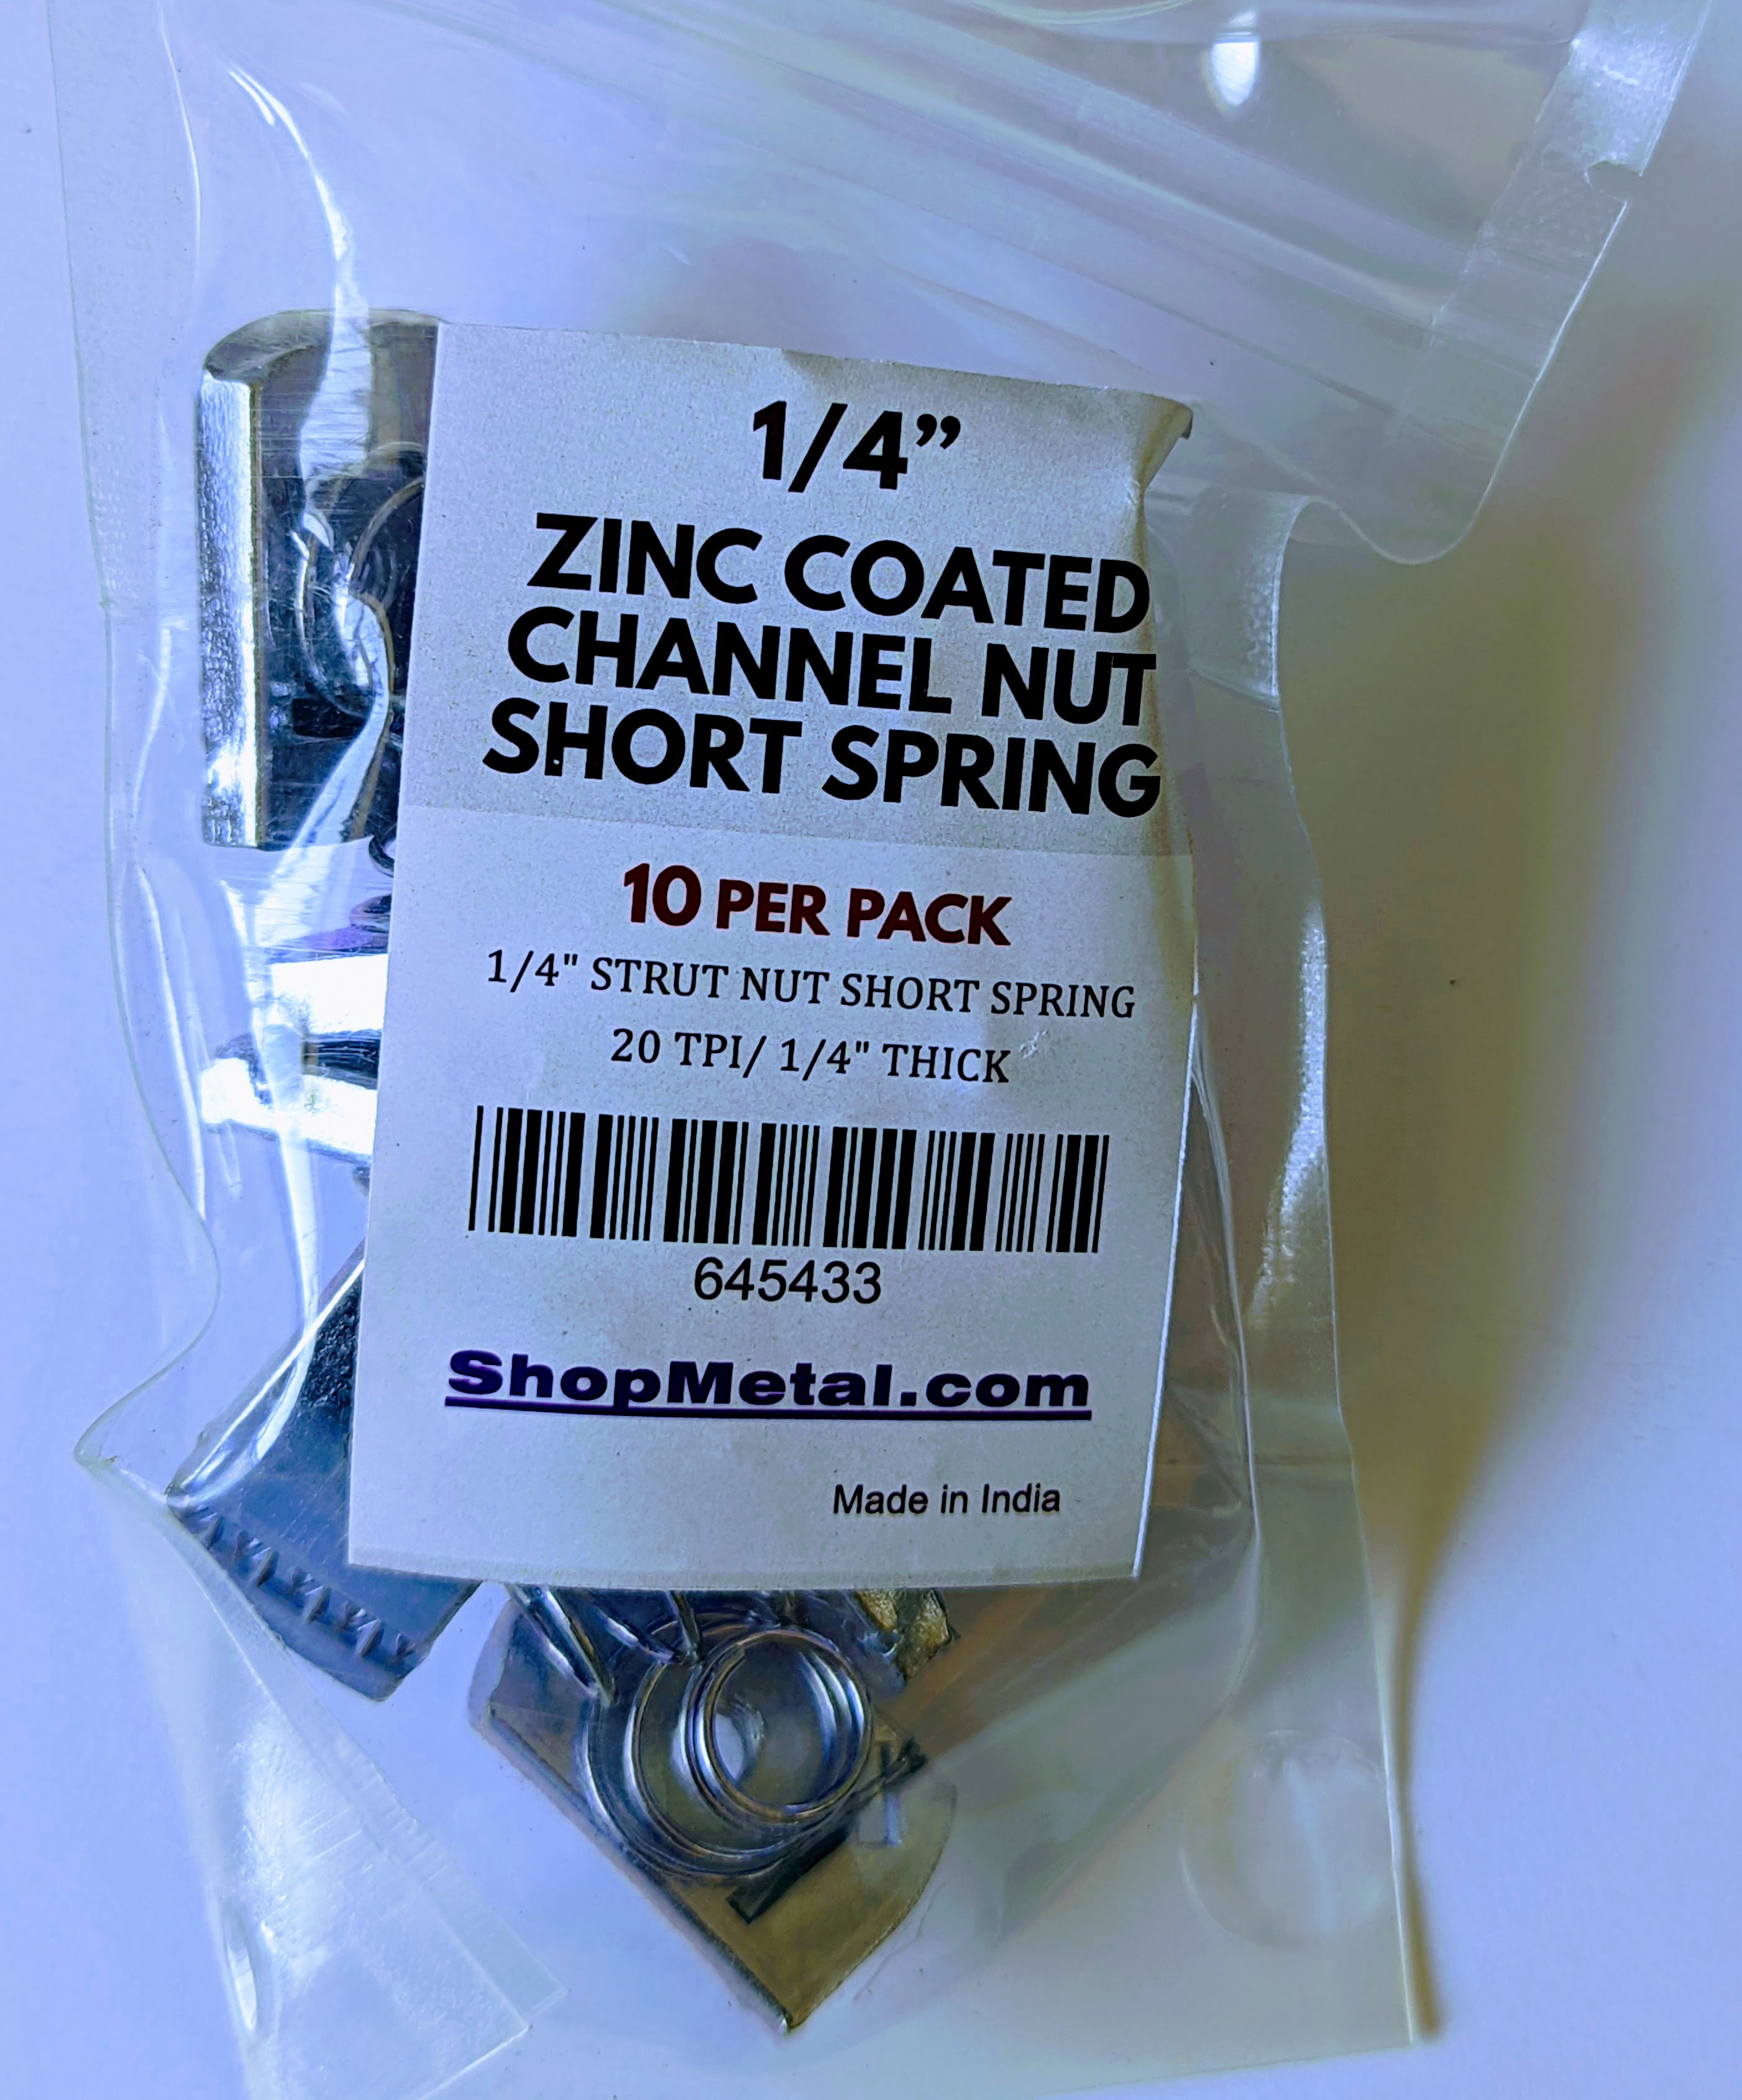 1/4”
ZINC COATED
CHANNEL NUT
SHORT SPRING
10 PER PACK
1/4" STRUT NUT SHORT SPRING
20 TPI/ 1/4" THICK
645433
ShopMetal.com
Made in India